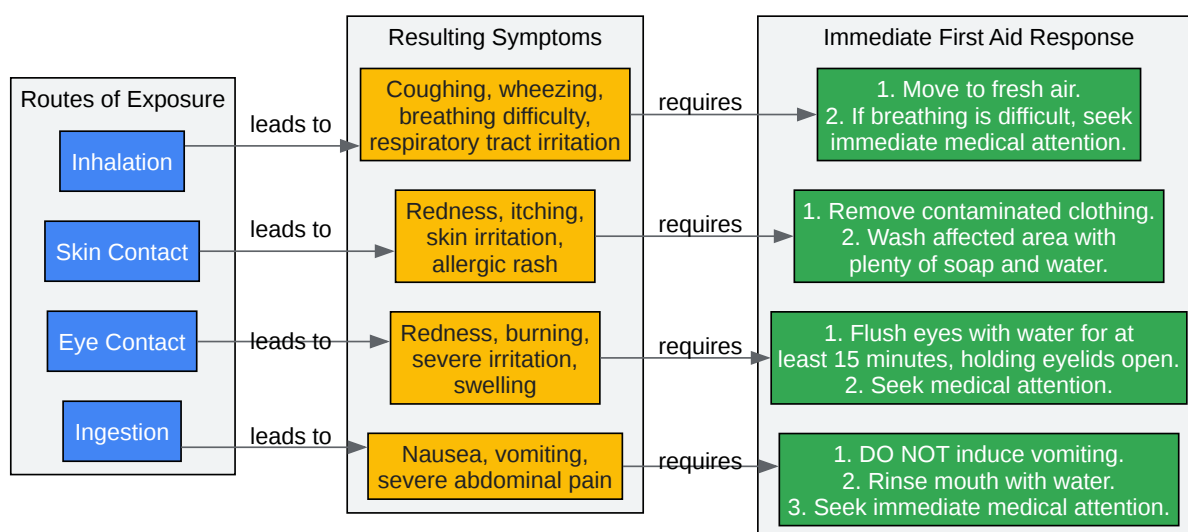 Routes of Exposure
Inhalation
Skin Contact
Eye Contact
Ingestion
leads to
leads to
leads to
leads to
Resulting Symptoms
Coughing, wheezing,
breathing difficulty,
respiratory tract irritation
Redness, itching,
skin irritation,
allergic rash
Redness, burning,
severe irritation,
swelling
Nausea, vomiting,
severe abdominal pain
requires
requires
requires
requires
Immediate First Aid Response
1. Move to fresh air.
2. If breathing is difficult, seek
immediate medical attention.
1. Remove contaminated clothing.
2. Wash affected area with
plenty of soap and water.
1. Flush eyes with water for at
least 15 minutes, holding eyelids open.
2. Seek medical attention.
1. DO NOT induce vomiting.
2. Rinse mouth with water.
3. Seek immediate medical attention.